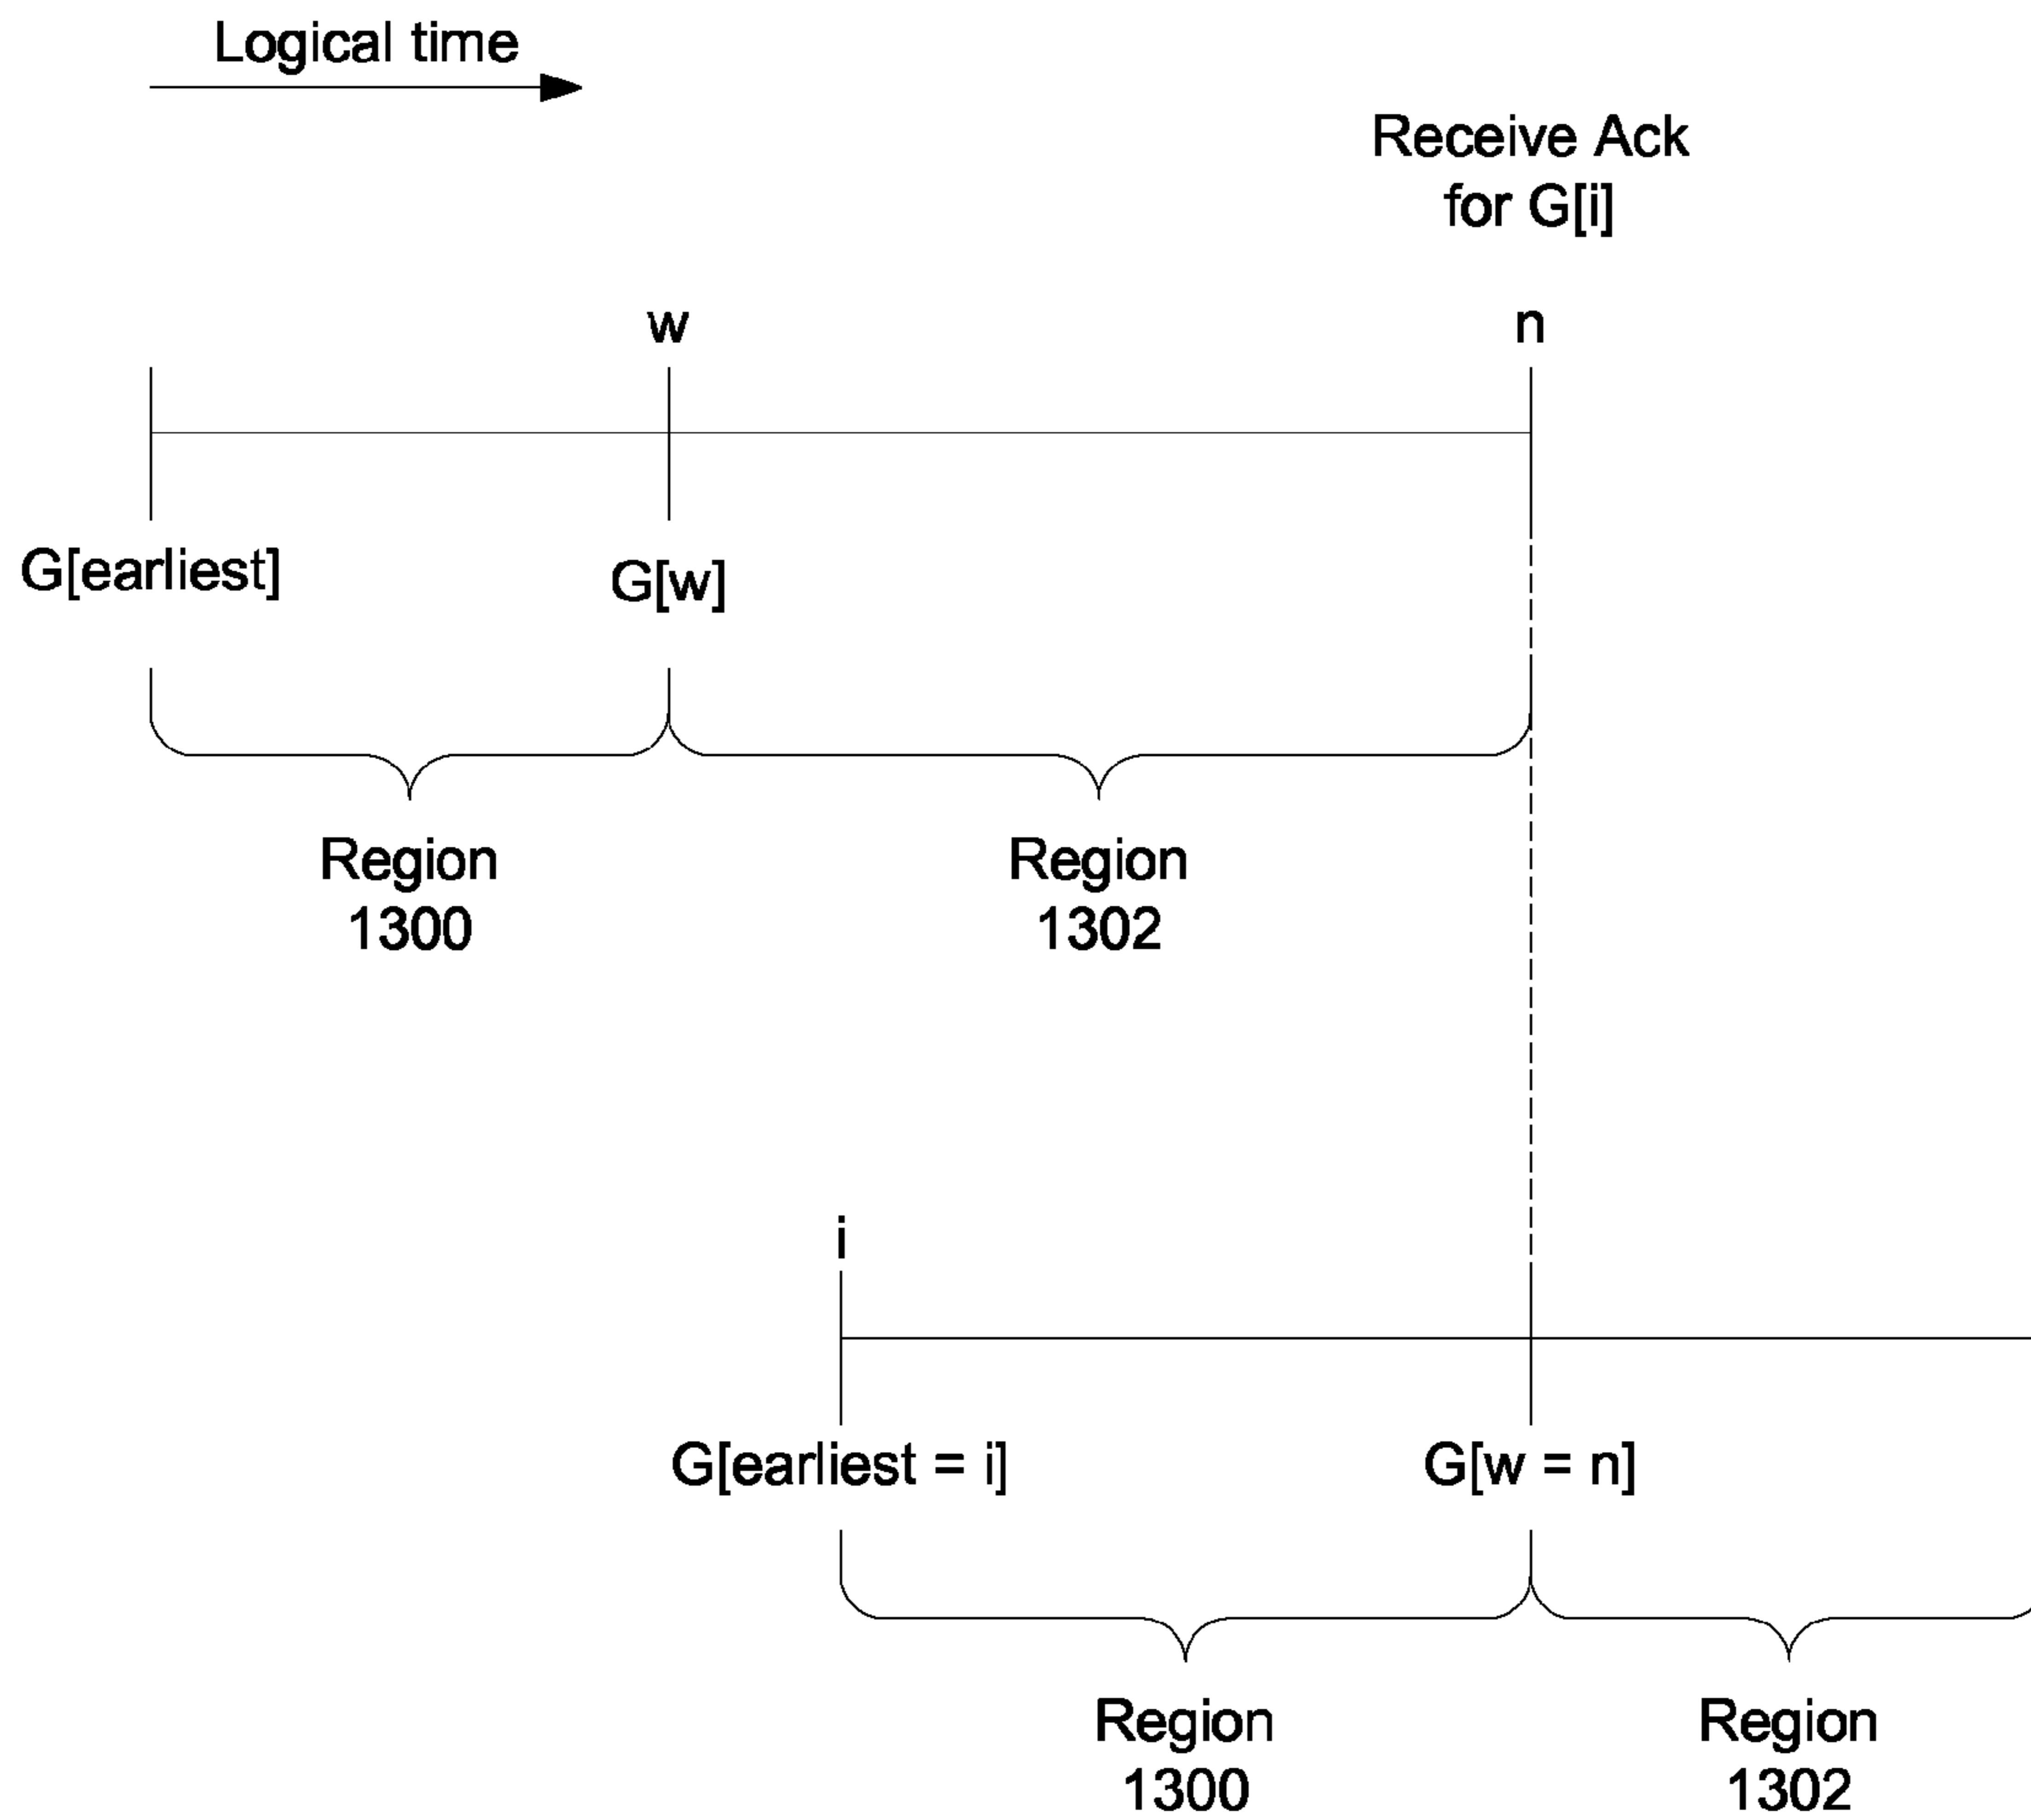 Logical time
Receive Ack
for G[i]
w
n
G[earliest]
G[w]
Region
1300
Region
1302
i
G[earliest = i]
G[w = n]
Region
1300
Region
1302